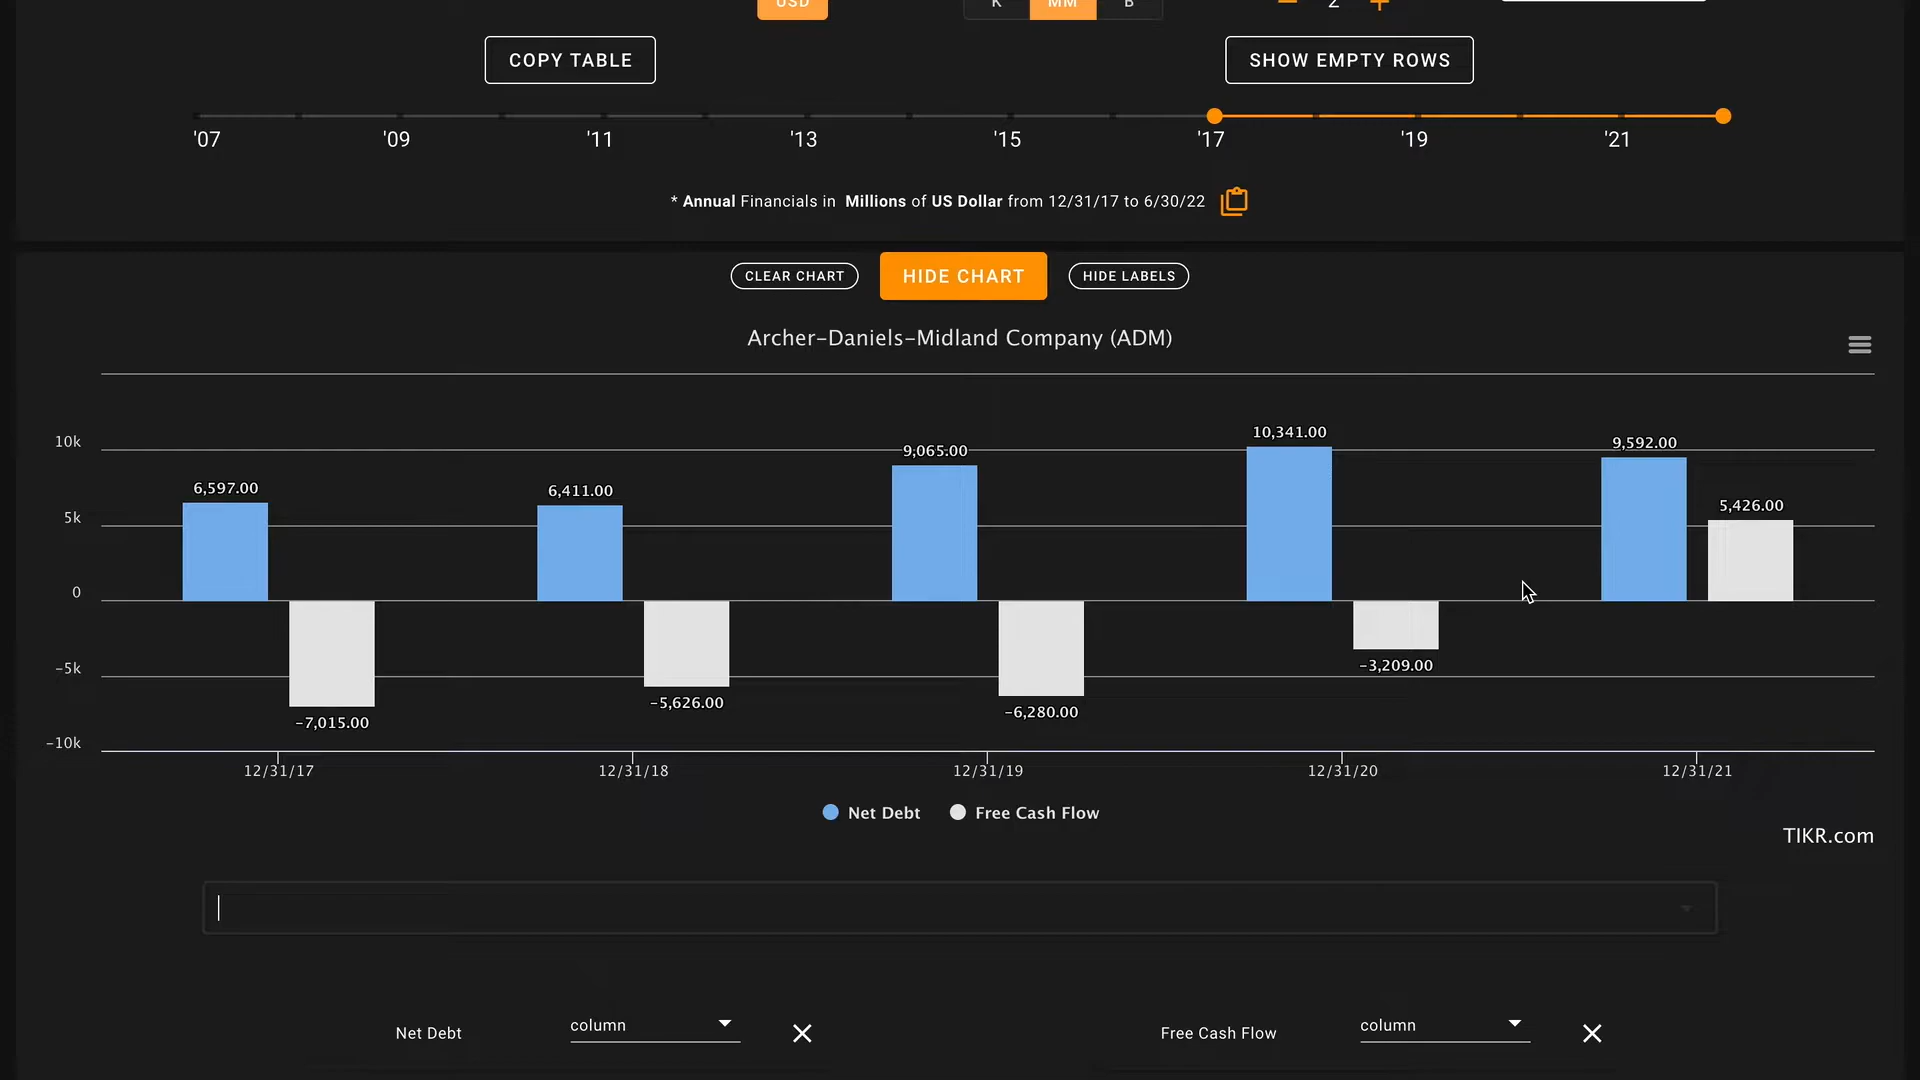 USD K MM B 2
COPY TABLE SHOW EMPTY ROWS
'07 '09 '11 '13 '15 '17 '19 '21
* Annual Financials in Millions of US Dollar from 12/31/17 to 6/30/22
CLEAR CHART HIDE CHART HIDE LABELS
Archer-Daniels-Midland Company (ADM)
10k
5k
0
-5k
-10k
6,597.00
-7,015.00
6,411.00
-5,626.00
9,065.00
-6,280.00
10,341.00
-3,209.00
9,592.00
5,426.00
12/31/17 12/31/18 12/31/19 12/31/20 12/31/21
Net Debt Free Cash Flow
TIKR.com
Net Debt column Free Cash Flow column